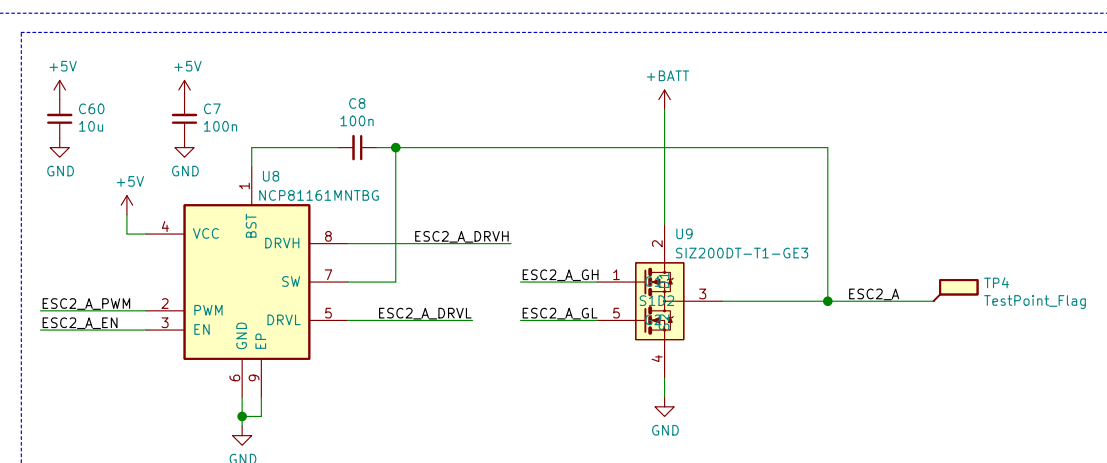 +5V
C60
10u
GND
+5V
C7
100n
GND
C8
100n
+BATT
+5V
U8
NCP81161MNTBG
1
BST
4
VCC
DRVH
8
ESC2_A_DRVH
SW
7
ESC2_A_PWM
2
PWM
ESC2_A_EN
3
EN
DRVL
5
ESC2_A_DRVL
GND
EP
6
9
GND
U9
SIZ200DT-T1-GE3
2
ESC2_A_GH
1
S1D2
3
ESC2_A_GL
5
4
GND
ESC2_A
TP4
TestPoint_Flag